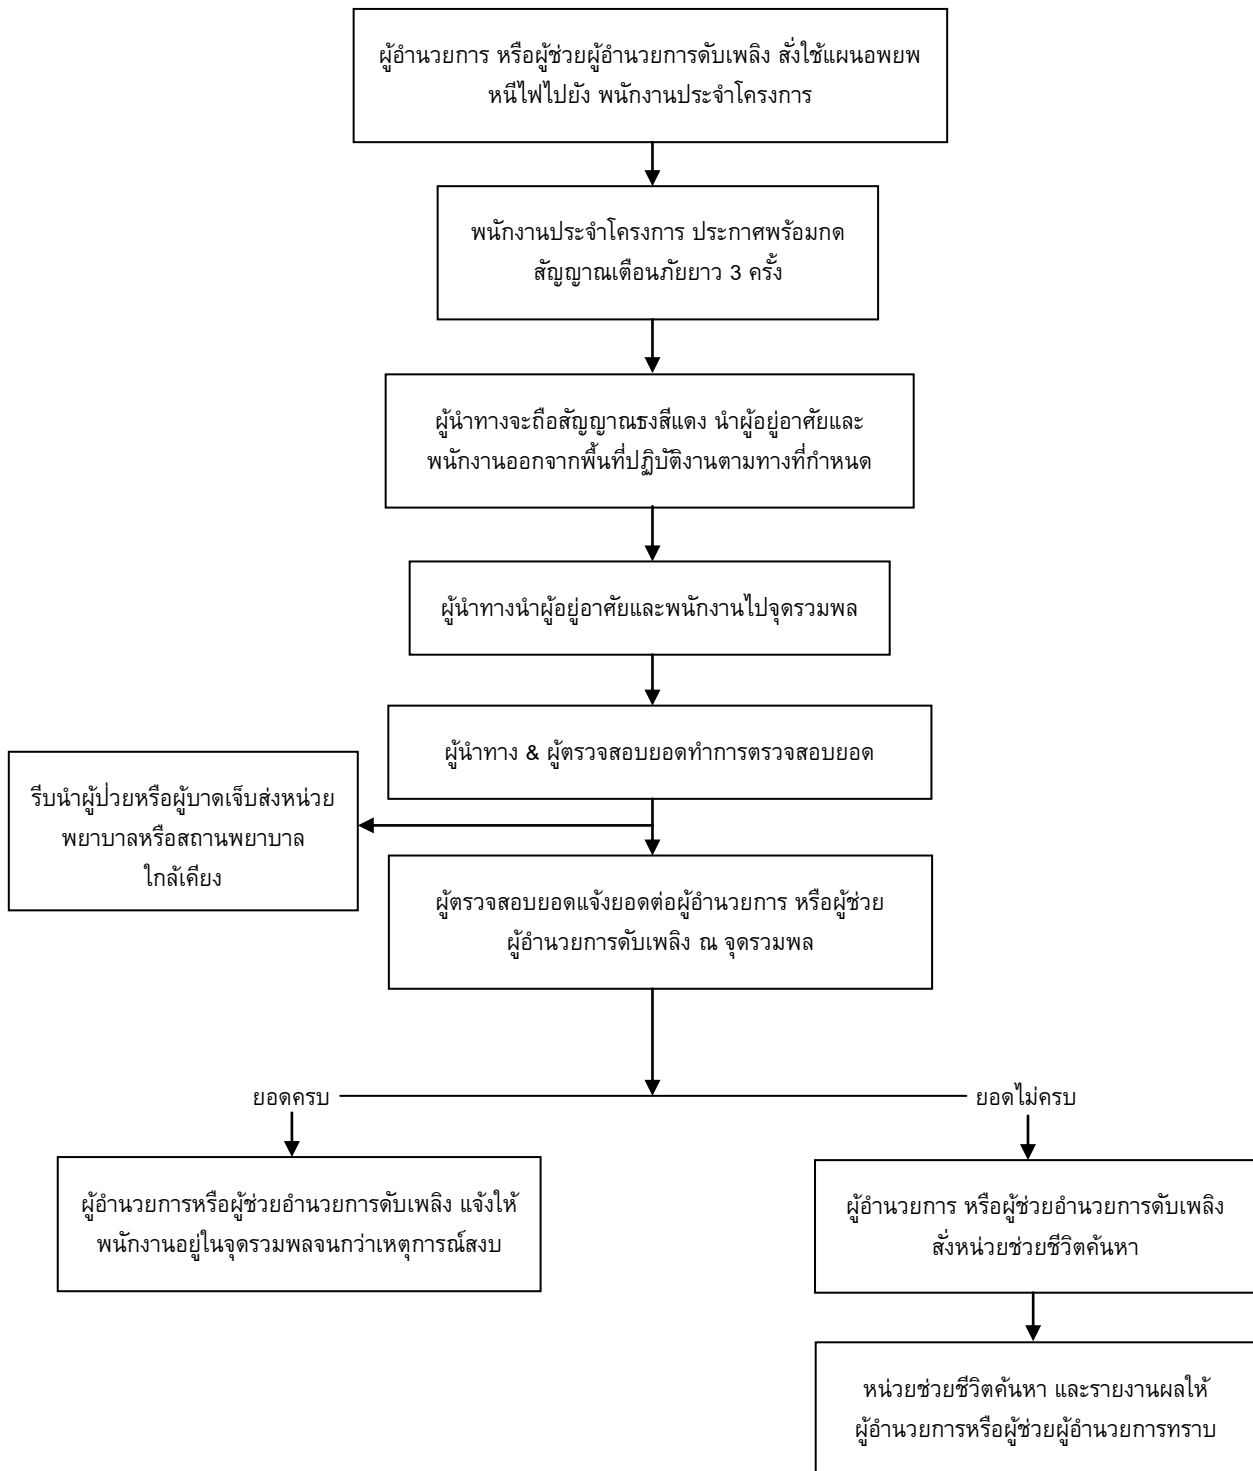 ผู้อำนวยการ หรือผู้ช่วยผู้อำนวยการดับเพลิง สั่งใช้แผนอพยพ
หนีไฟไปยัง พนักงานประจำโครงการ
พนักงานประจำโครงการ ประกาศพร้อมกด
สัญญาณเตือนภัยยาว 3 ครั้ง
ผู้นำทางจะถือสัญญาณธงสีแดง นำผู้อยู่อาศัยและ
พนักงานออกจากพื้นที่ปฏิบัติงานตามทางที่กำหนด
ผู้นำทางนำผู้อยู่อาศัยและพนักงานไปจุดรวมพล
ผู้นำทาง & ผู้ตรวจสอบยอดทำการตรวจสอบยอด
รีบนำผู้ป่วยหรือผู้บาดเจ็บส่งหน่วย
พยาบาลหรือสถานพยาบาล
ใกล้เคียง
ผู้ตรวจสอบยอดแจ้งยอดต่อผู้อำนวยการ หรือผู้ช่วย
ผู้อำนวยการดับเพลิง ณ จุดรวมพล
ยอดครบ
ยอดไม่ครบ
ผู้อำนวยการหรือผู้ช่วยอำนวยการดับเพลิง แจ้งให้
พนักงานอยู่ในจุดรวมพลจนกว่าเหตุการณ์สงบ
ผู้อำนวยการ หรือผู้ช่วยอำนวยการดับเพลิง
สั่งหน่วยช่วยชีวิตค้นหา
หน่วยช่วยชีวิตค้นหา และรายงานผลให้
ผู้อำนวยการหรือผู้ช่วยผู้อำนวยการทราบ